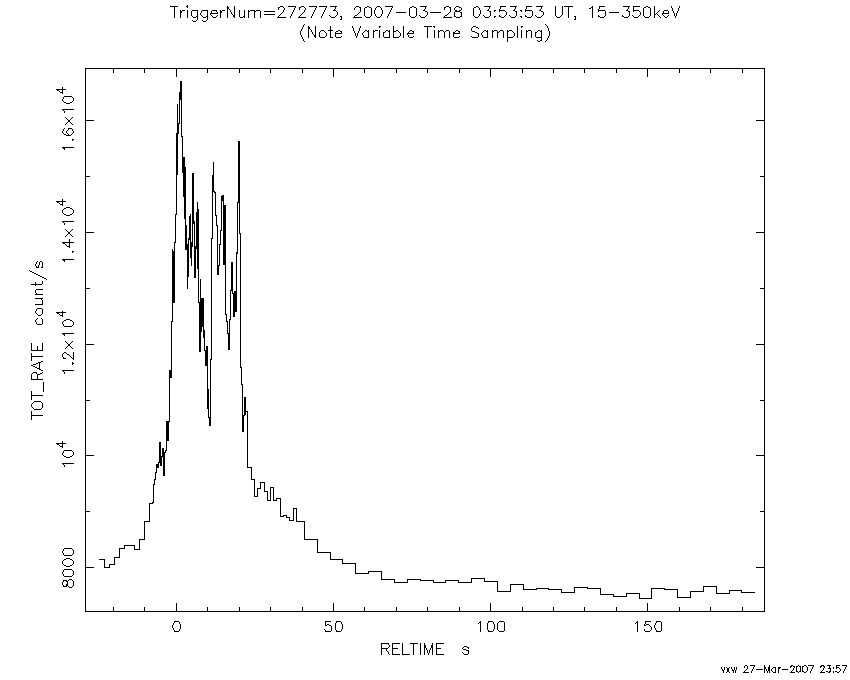 TriggerNum=272773, 2007-03-28 03:53:53 UT, 15-350keV
(Note Variable Time Sampling)
TOT_RATE count/s
1.6×10⁴
1.4×10⁴
1.2×10⁴
10⁴
8000
0 50 100 150
RELTIME s
vxw 27-Mar-2007 23:57